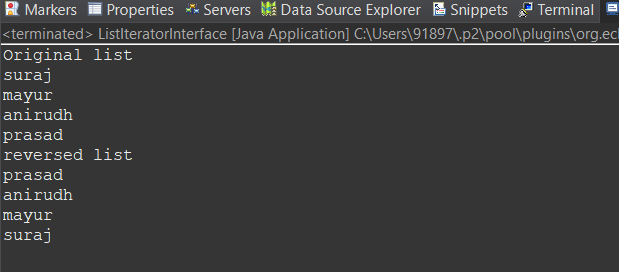 Markers Properties Servers Data Source Explorer Snippets Terminal
<terminated> ListIteratorInterface [Java Application] C:\Users\91897\.p2\pool\plugins\org.ecl
Original list
suraj
mayur
anirudh
prasad
reversed list
prasad
anirudh
mayur
suraj